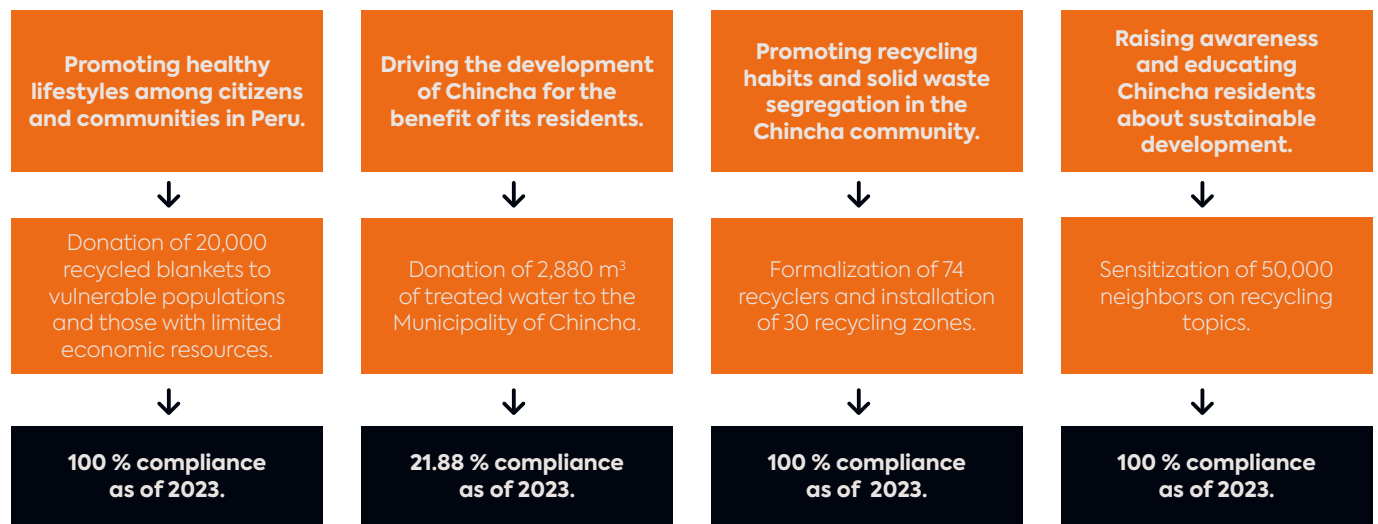 Promoting healthy
lifestyles among citizens
and communities in Peru.
Donation of 20,000
recycled blankets to
vulnerable populations
and those with limited
economic resources.
100 % compliance
as of 2023.
Driving the development
of Chincha for the
benefit of its residents.
Donation of 2,880 m³
of treated water to the
Municipality of Chincha.
21.88 % compliance
as of 2023.
Promoting recycling
habits and solid waste
segregation in the
Chincha community.
Formalization of 74
recyclers and installation
of 30 recycling zones.
100 % compliance
as of 2023.
Raising awareness
and educating
Chincha residents
about sustainable
development.
Sensitization of 50,000
neighbors on recycling
topics.
100 % compliance
as of 2023.